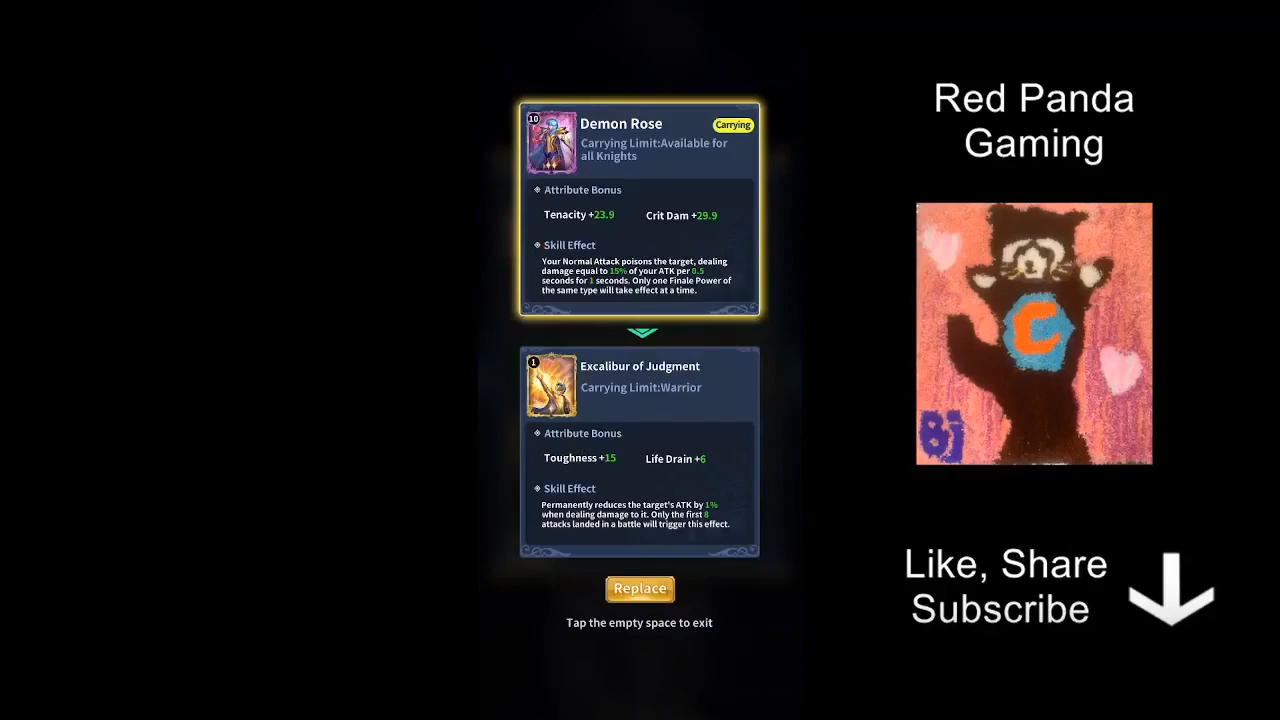 10
Demon Rose
Carrying
Carrying Limit:Available for
all Knights
Attribute Bonus
Tenacity +23.9 Crit Dam +29.9
Skill Effect
Your Normal Attack poisons the target, dealing
damage equal to 15% of your ATK per 0.5
seconds for 1 seconds. Only one Finale Power of
the same type will take effect at a time.
1
Excalibur of Judgment
Carrying Limit:Warrior
Attribute Bonus
Toughness +15 Life Drain +6
Skill Effect
Permanently reduces the target's ATK by 1%
when dealing damage to it. Only the first 8
attacks landed in a battle will trigger this effect.
Replace
Tap the empty space to exit
Red Panda
Gaming
C
Bj
Like, Share
Subscribe